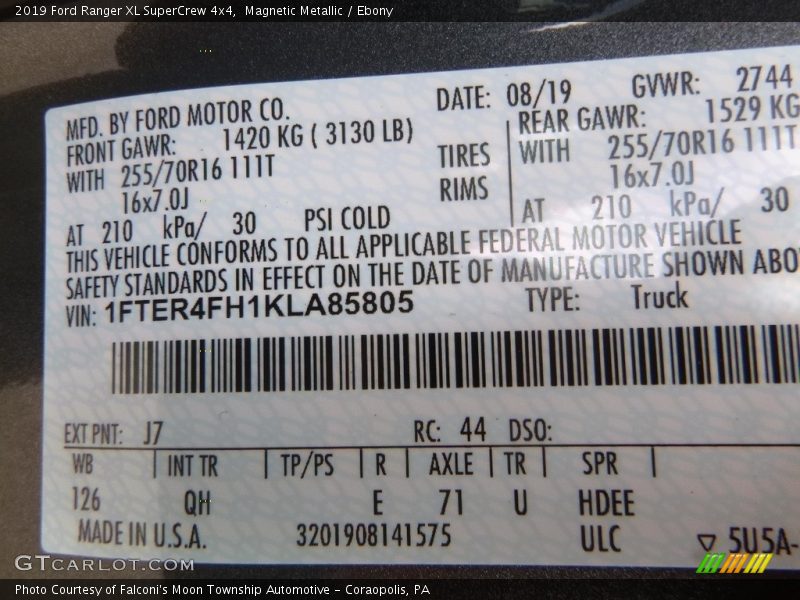 2019 Ford Ranger XL SuperCrew 4x4,  Magnetic Metallic / Ebony
MFD. BY FORD MOTOR CO.
DATE: 08/19 GVWR: 2744
FRONT GAWR: 1420 KG ( 3130 LB)
REAR GAWR: 1529 KG
WITH 255/70R16 111T
TIRES
WITH 255/70R16 111T
16x7.0J
RIMS
16x7.0J
AT 210 kPa/ 30 PSI COLD
AT 210 kPa/ 30
THIS VEHICLE CONFORMS TO ALL APPLICABLE FEDERAL MOTOR VEHICLE
SAFETY STANDARDS IN EFFECT ON THE DATE OF MANUFACTURE SHOWN ABO
VIN: 1FTER4FH1KLA85805 TYPE: Truck
EXT PNT: J7 RC: 44 DSO:
WB INT TR TP/PS R AXLE TR SPR
126 QH E 71 U HDEE
MADE IN U.S.A. 3201908141575 ULC ▽ 5U5A-
GTCARLOT.COM
Photo Courtesy of Falconi's Moon Township Automotive – Coraopolis, PA